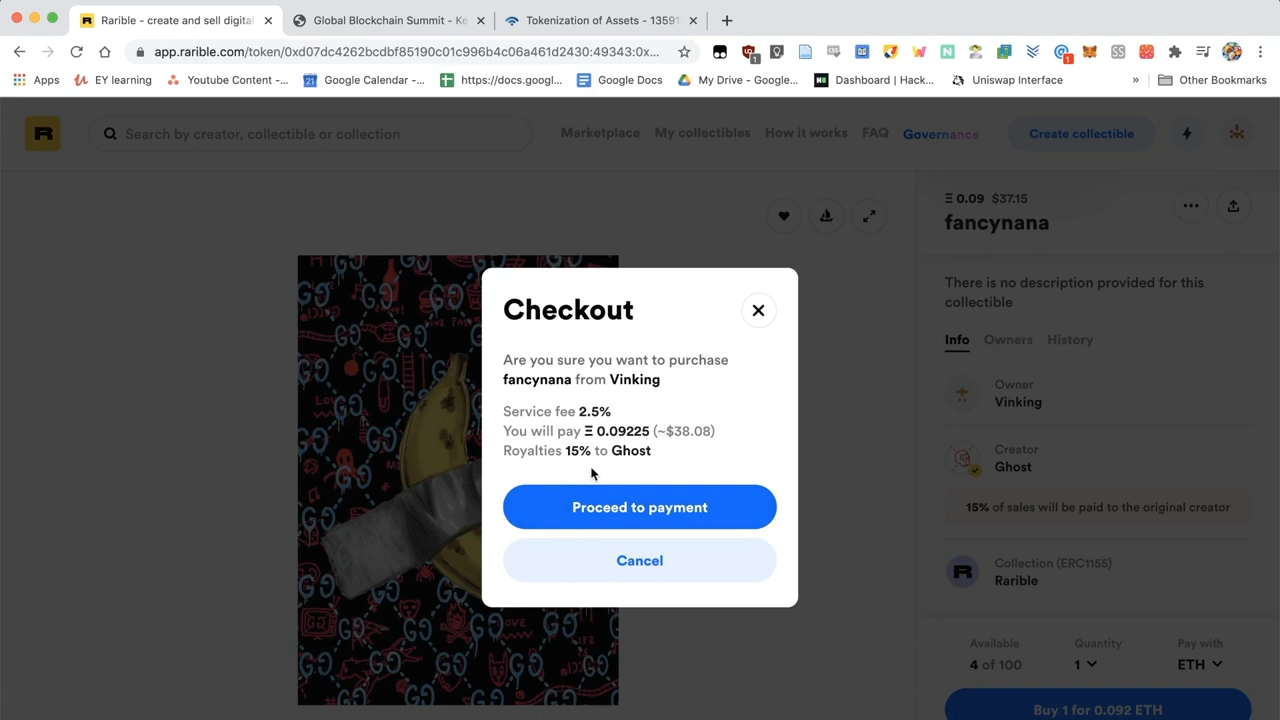 Rarible - create and sell digital
Global Blockchain Summit - Ke
Tokenization of Assets - 13591
app.rarible.com/token/0xd07dc4262bcdbf85190c01c996b4c06a461d2430:49343:0x...
Apps
EY learning
Youtube Content -...
Google Calendar -...
https://docs.googl...
Google Docs
My Drive - Google...
Dashboard | Hack...
Uniswap Interface
»
Other Bookmarks
R
Search by creator, collectible or collection
Marketplace
My collectibles
How it works
FAQ
Governance
Create collectible
Ξ 0.09 $37.15
fancynana
There is no description provided for this
collectible
Info
Owners
History
Owner
Vinking
Creator
Ghost
15% of sales will be paid to the original creator
Collection (ERC1155)
Rarible
Available
Quantity
Pay with
4 of 100
1
ETH
Buy 1 for 0.092 ETH
Checkout
Are you sure you want to purchase
fancynana from Vinking
Service fee 2.5%
You will pay Ξ 0.09225 (~$38.08)
Royalties 15% to Ghost
Proceed to payment
Cancel